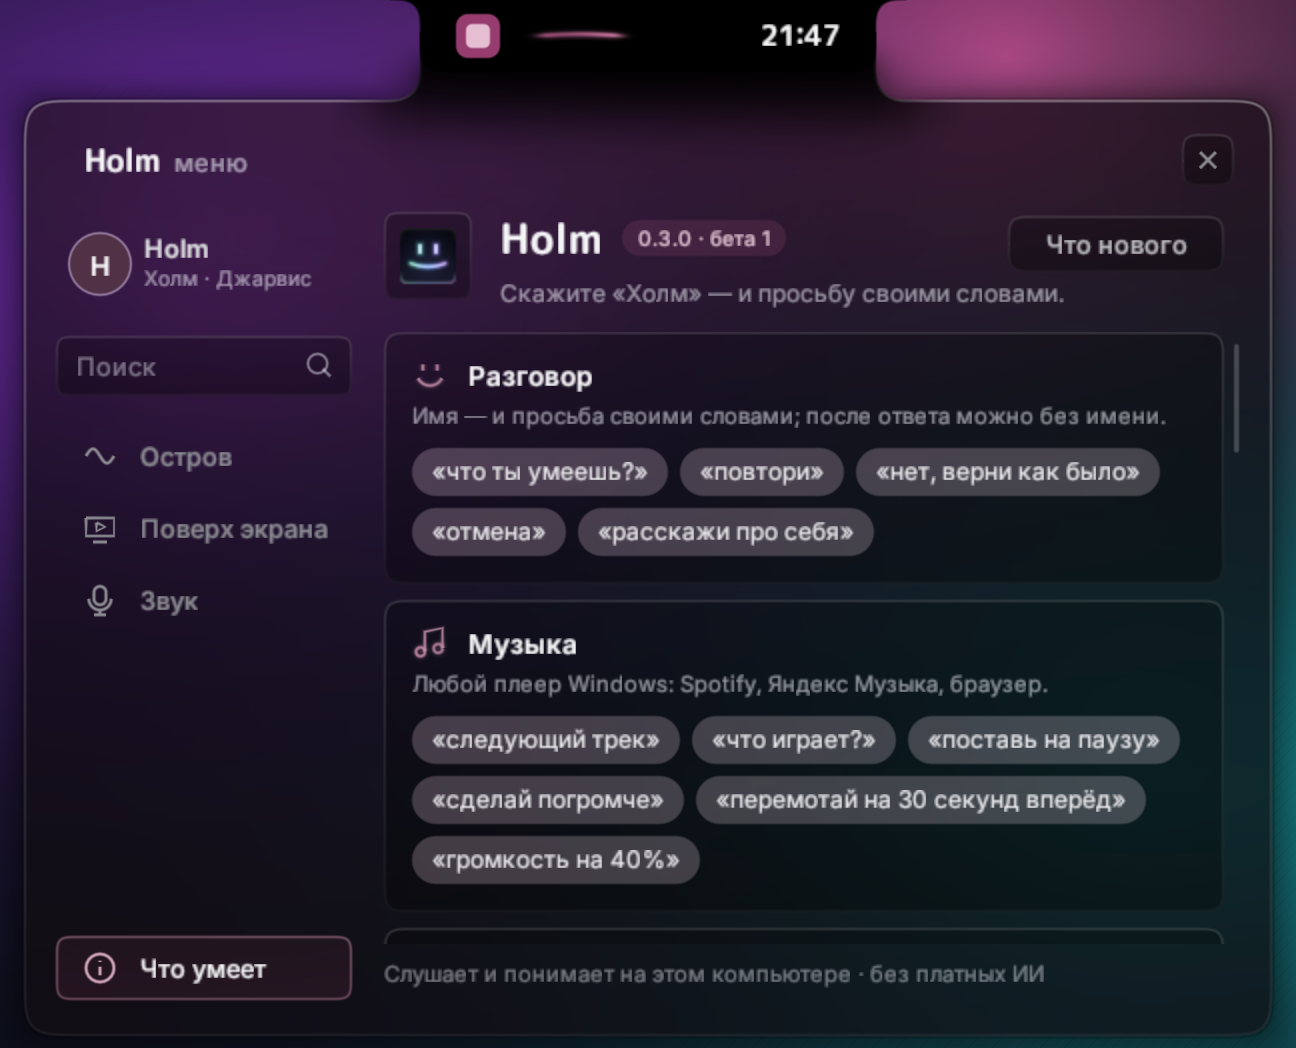 21:47
Holm меню
Holm
Холм · Джарвис
Поиск
Остров
Поверх экрана
Звук
Что умеет
H
Holm 0.3.0 · бета 1
Что нового
Скажите «Холм» — и просьбу своими словами.
Разговор
Имя — и просьба своими словами; после ответа можно без имени.
«что ты умеешь?» «повтори» «нет, верни как было»
«отмена» «расскажи про себя»
Музыка
Любой плеер Windows: Spotify, Яндекс Музыка, браузер.
«следующий трек» «что играет?» «поставь на паузу»
«сделай погромче» «перемотай на 30 секунд вперёд»
«громкость на 40%»
Слушает и понимает на этом компьютере · без платных ИИ